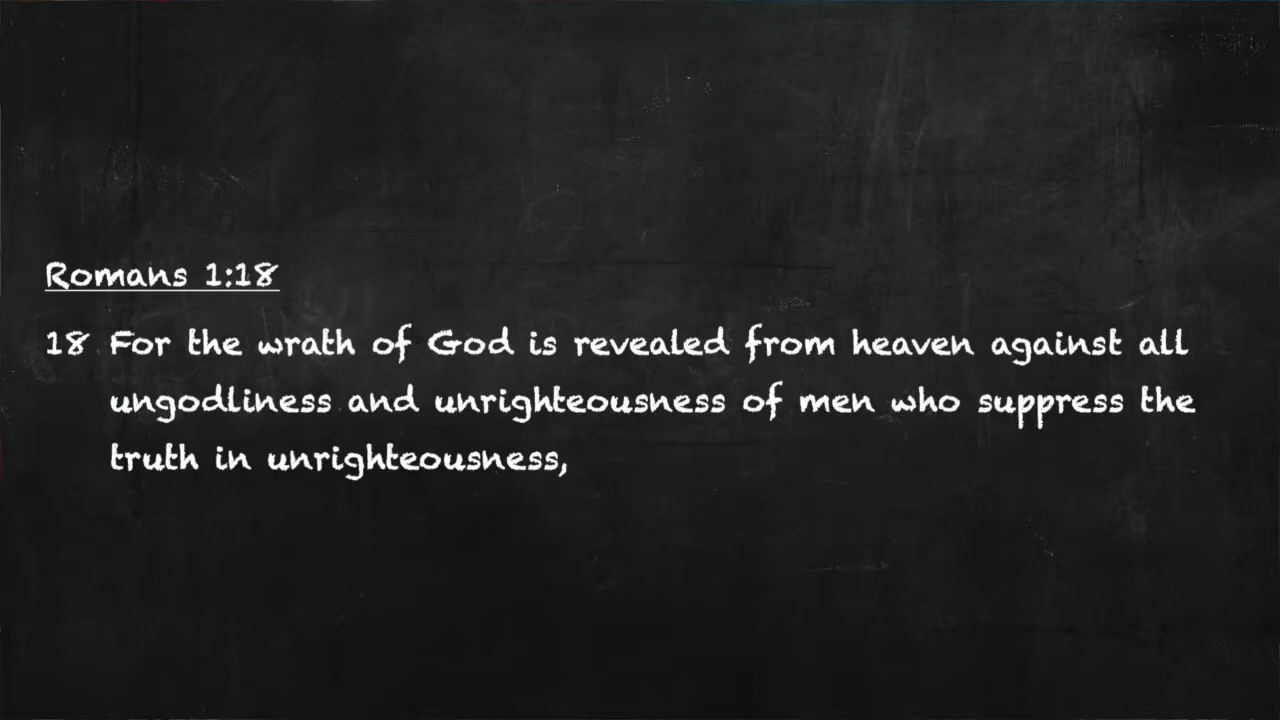 Romans 1:18
18 For the wrath of God is revealed from heaven against all
ungodliness and unrighteousness of men who suppress the
truth in unrighteousness,